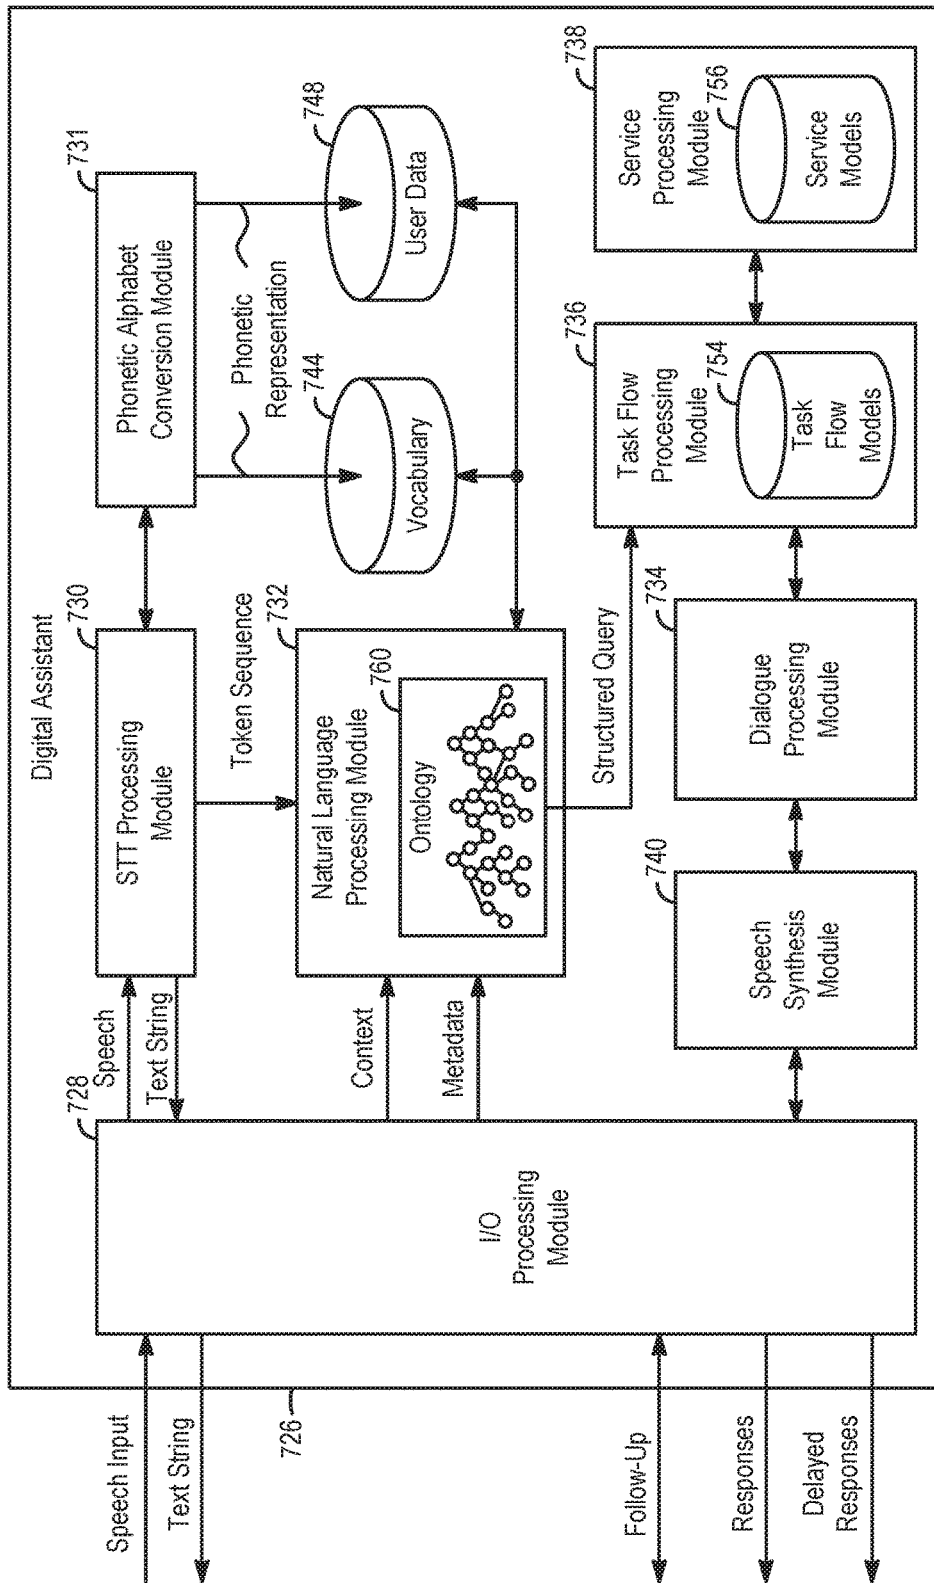 Digital Assistant
726
Speech Input
Text String
Follow-Up
Responses
Delayed
Responses
728
I/O
Processing
Module
Speech
Text String
Context
Metadata
730
STT Processing
Module
Token Sequence
731
Phonetic Alphabet
Conversion Module
Phonetic
Representation
744
Vocabulary
748
User Data
732
Natural Language
Processing Module
760
Ontology
Structured Query
740
Speech
Synthesis
Module
734
Dialogue
Processing
Module
736
Task Flow
Processing
Module
754
Task
Flow
Models
738
Service
Processing
Module
756
Service
Models